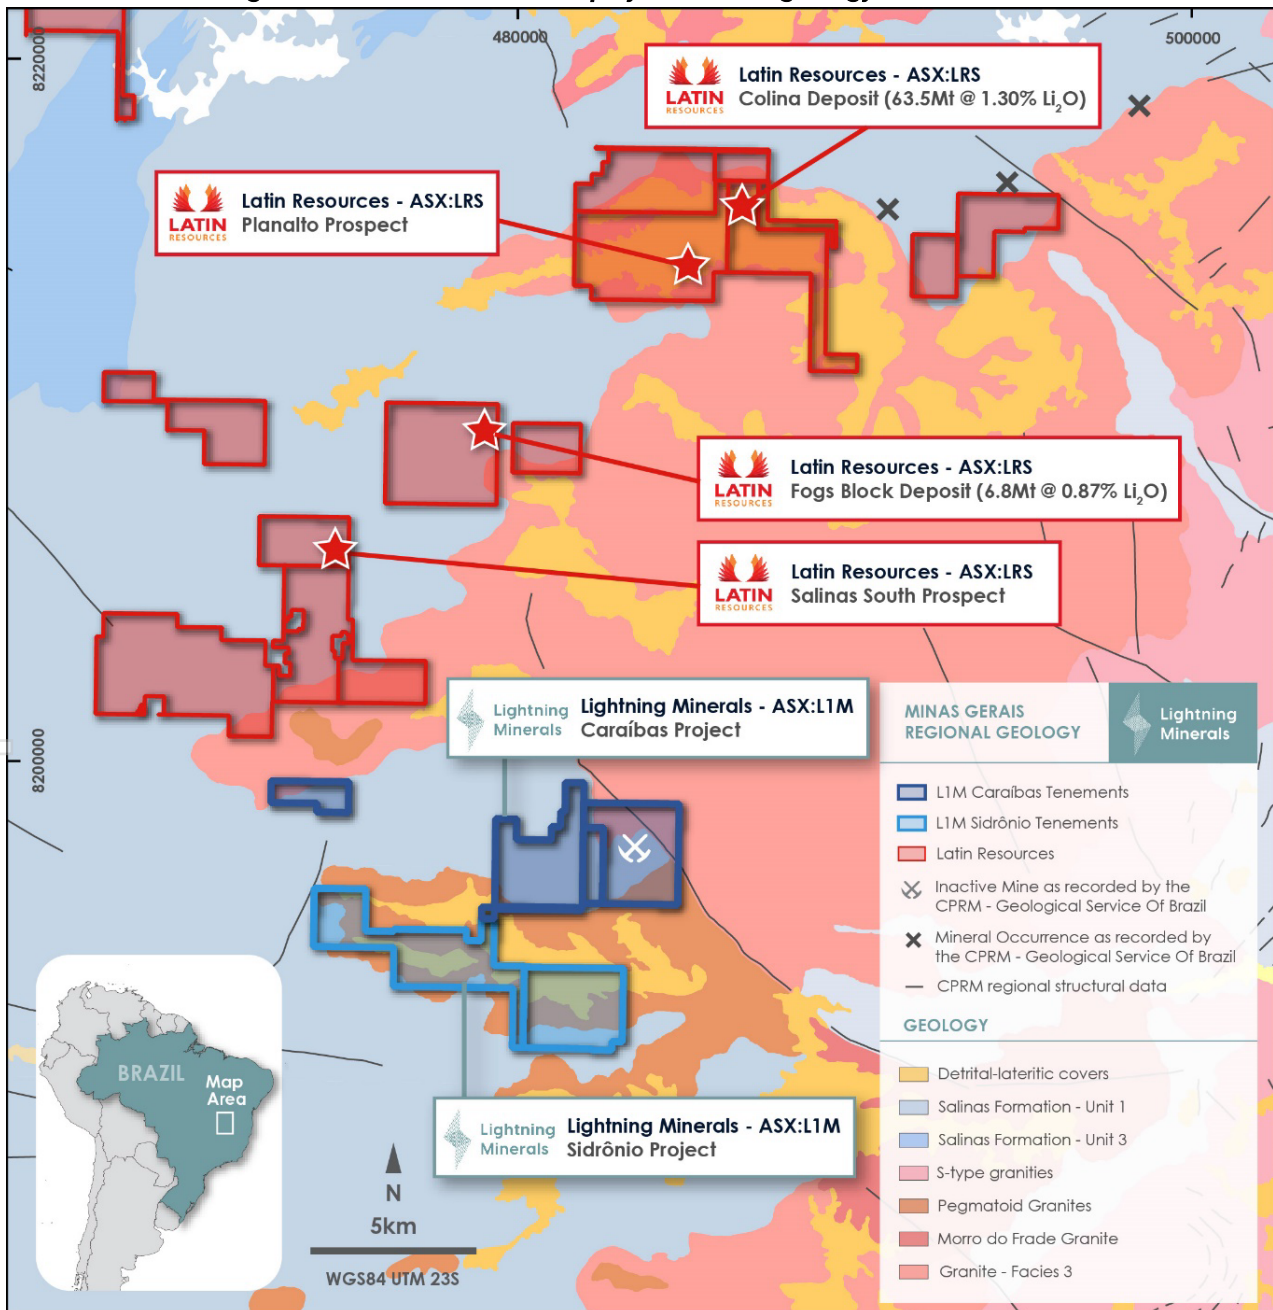 480000
500000
8220000
8200000
LATIN
RESOURCES
Latin Resources - ASX:LRS
Colina Deposit (63.5Mt @ 1.30% Li₂O)
LATIN
RESOURCES
Latin Resources - ASX:LRS
Planalto Prospect
LATIN
RESOURCES
Latin Resources - ASX:LRS
Fogs Block Deposit (6.8Mt @ 0.87% Li₂O)
LATIN
RESOURCES
Latin Resources - ASX:LRS
Salinas South Prospect
Lightning
Minerals
Lightning Minerals - ASX:L1M
Caraíbas Project
Lightning
Minerals
Lightning Minerals - ASX:L1M
Sidrônio Project
MINAS GERAIS
REGIONAL GEOLOGY
Lightning
Minerals
L1M Caraíbas Tenements
L1M Sidrônio Tenements
Latin Resources
Inactive Mine as recorded by the
CPRM - Geological Service Of Brazil
Mineral Occurrence as recorded by
the CPRM - Geological Service Of Brazil
CPRM regional structural data
GEOLOGY
Detrital-lateritic covers
Salinas Formation - Unit 1
Salinas Formation - Unit 3
S-type granities
Pegmatoid Granites
Morro do Frade Granite
Granite - Facies 3
BRAZIL
Map
Area
N
5km
WGS84 UTM 23S